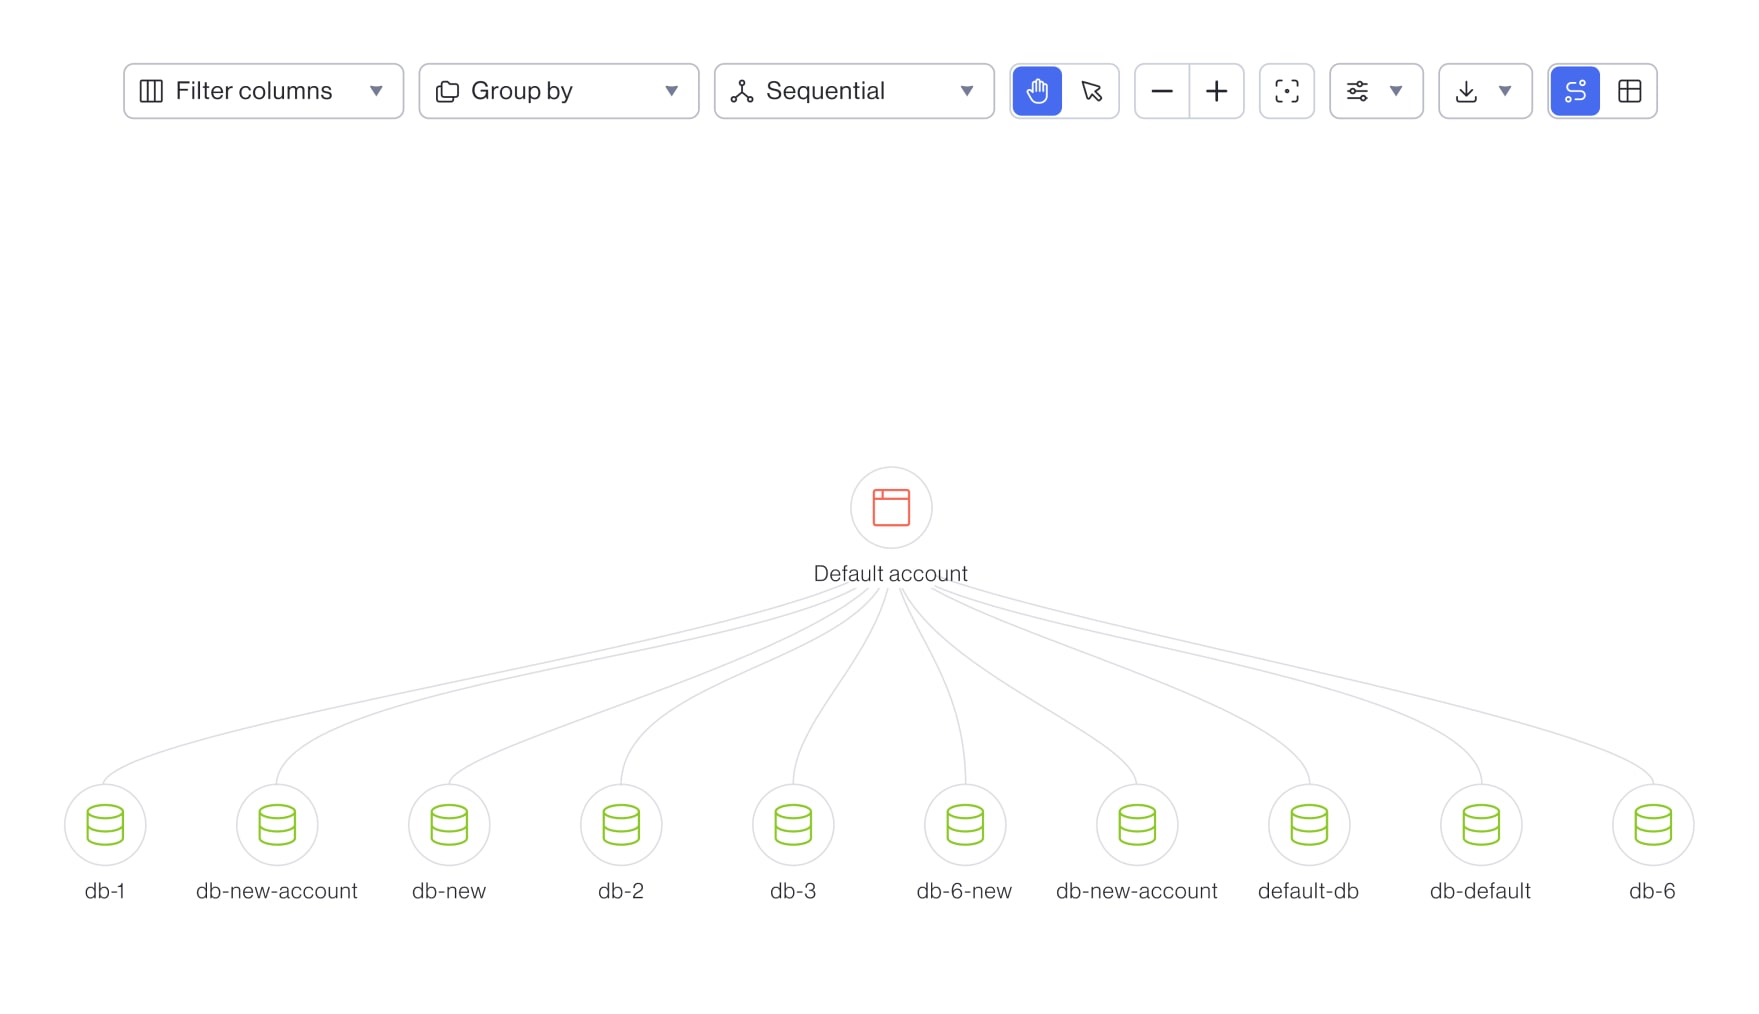 Filter columns
Group by
Sequential
Default account
db-1
db-new-account
db-new
db-2
db-3
db-6-new
db-new-account
default-db
db-default
db-6